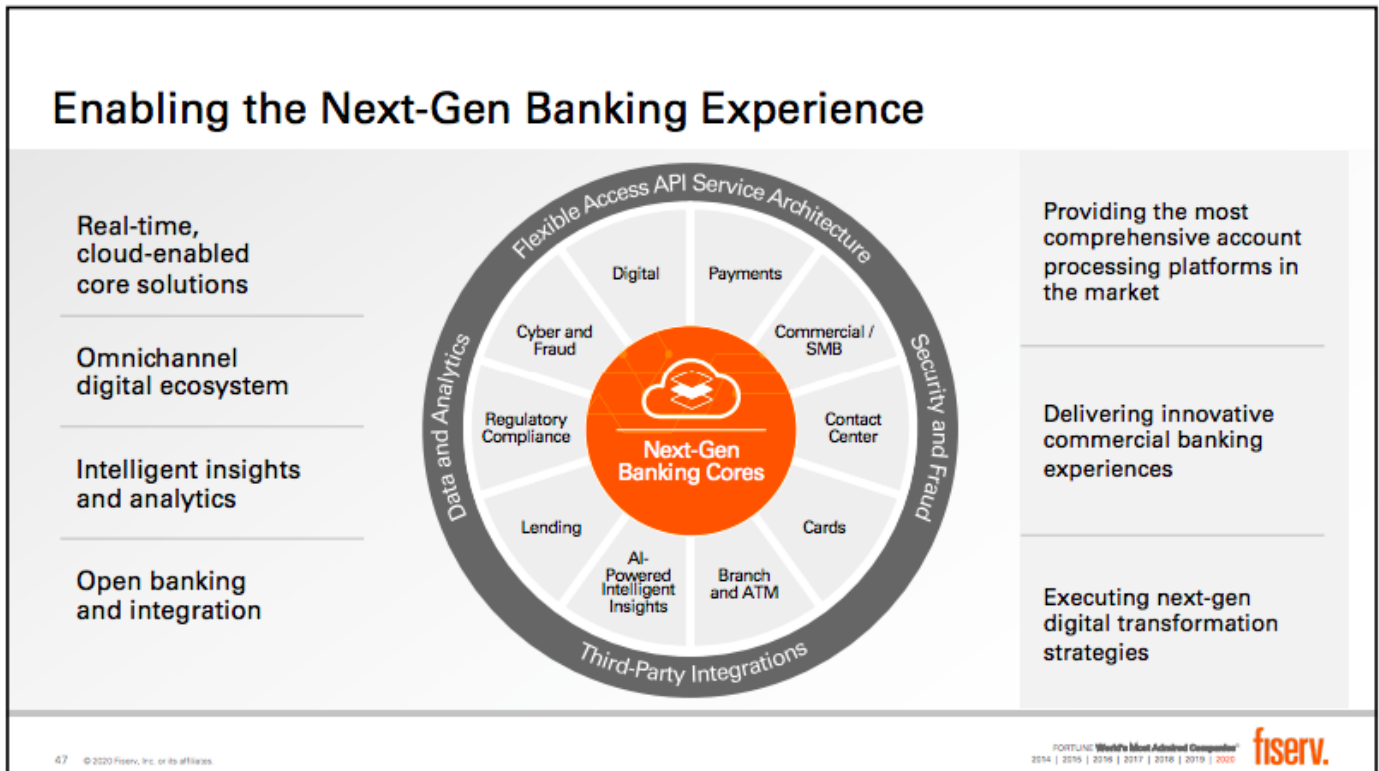 Enabling the Next-Gen Banking Experience
Real-time,
cloud-enabled
core solutions
Omnichannel
digital ecosystem
Intelligent insights
and analytics
Open banking
and integration
Flexible Access API Service Architecture
Security and Fraud
Third-Party Integrations
Data and Analytics
Digital
Payments
Commercial /
SMB
Contact
Center
Cards
Branch
and ATM
AI-
Powered
Intelligent
Insights
Lending
Regulatory
Compliance
Cyber and
Fraud
Next-Gen
Banking Cores
Providing the most
comprehensive account
processing platforms in
the market
Delivering innovative
commercial banking
experiences
Executing next-gen
digital transformation
strategies
47 © 2020 Fiserv, Inc. or its affiliates.
FORTUNE World's Most Admired Companies®
2014 | 2015 | 2016 | 2017 | 2018 | 2019 | 2020
fiserv.